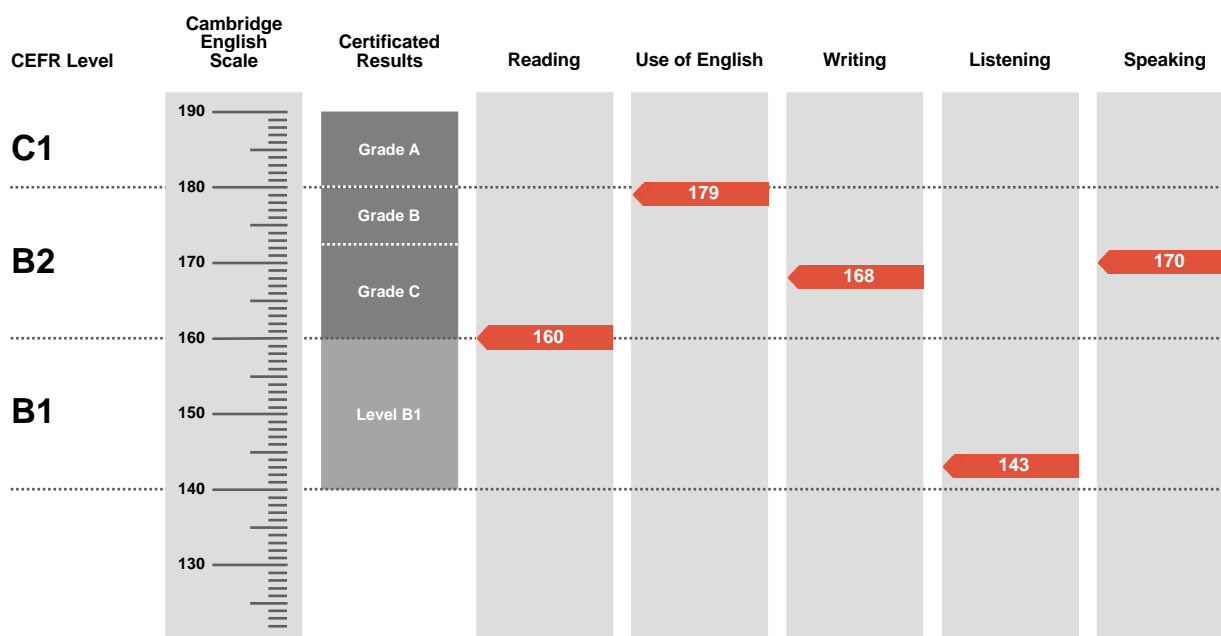 CEFR Level
Cambridge
English
Scale
Certificated
Results
Reading
Use of English
Writing
Listening
Speaking
190
C1
Grade A
180
179
Grade B
B2
170
170
168
Grade C
160
160
B1
150
Level B1
143
140
130